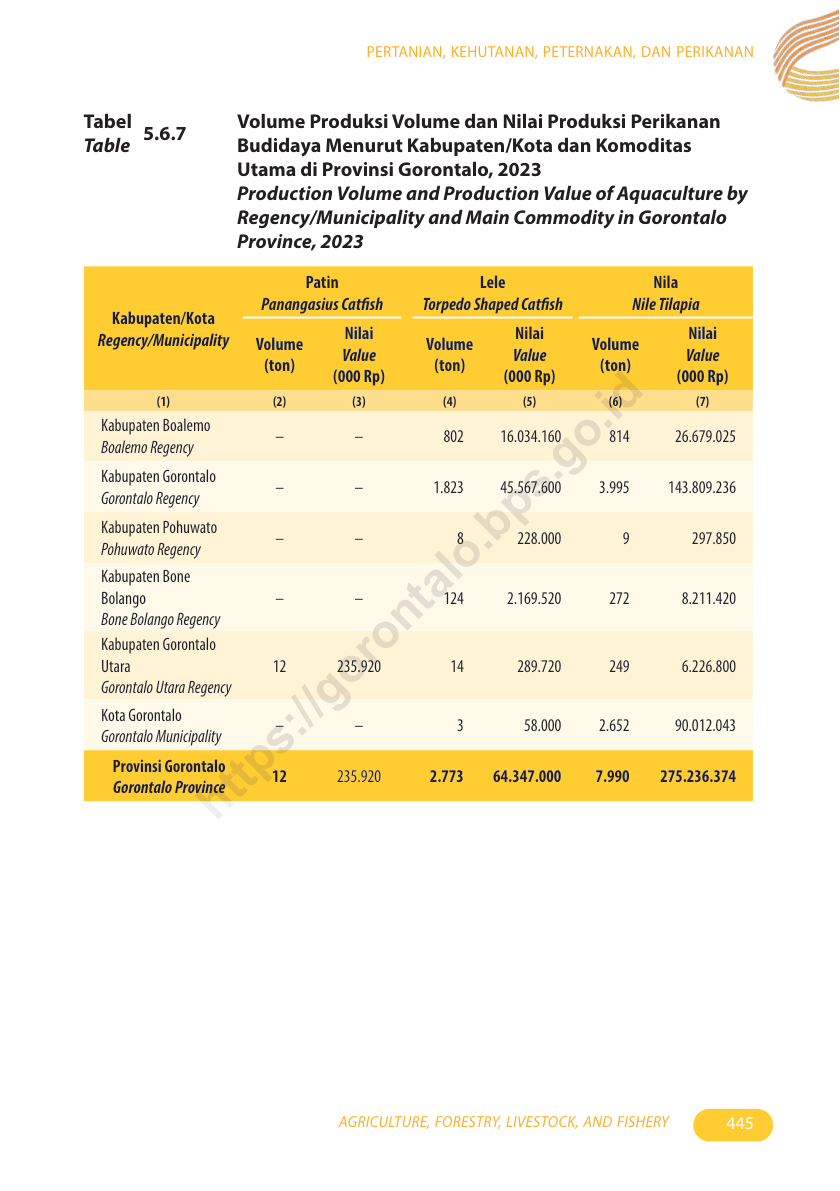 PERTANIAN, KEHUTANAN, PETERNAKAN, DAN PERIKANAN
Tabel
Table
5.6.7
Volume Produksi Volume dan Nilai Produksi Perikanan
Budidaya Menurut Kabupaten/Kota dan Komoditas
Utama di Provinsi Gorontalo, 2023
Production Volume and Production Value of Aquaculture by
Regency/Municipality and Main Commodity in Gorontalo
Province, 2023
Kabupaten/Kota
Regency/Municipality
Patin
Panangasius Catfish
Lele
Torpedo Shaped Catfish
Nila
Nile Tilapia
Volume
(ton)
Nilai
Value
(000 Rp)
Volume
(ton)
Nilai
Value
(000 Rp)
Volume
(ton)
Nilai
Value
(000 Rp)
(1) (2) (3) (4) (5) (6) (7)
Kabupaten Boalemo
Boalemo Regency
– – 802 16.034.160 814 26.679.025
Kabupaten Gorontalo
Gorontalo Regency
– – 1.823 45.567.600 3.995 143.809.236
Kabupaten Pohuwato
Pohuwato Regency
– – 8 228.000 9 297.850
Kabupaten Bone
Bolango
Bone Bolango Regency
– – 124 2.169.520 272 8.211.420
Kabupaten Gorontalo
Utara
Gorontalo Utara Regency
12 235.920 14 289.720 249 6.226.800
Kota Gorontalo
Gorontalo Municipality
– – 3 58.000 2.652 90.012.043
Provinsi Gorontalo
Gorontalo Province
12 235.920 2.773 64.347.000 7.990 275.236.374
https://gorontalo.bps.go.id
AGRICULTURE, FORESTRY, LIVESTOCK, AND FISHERY
445